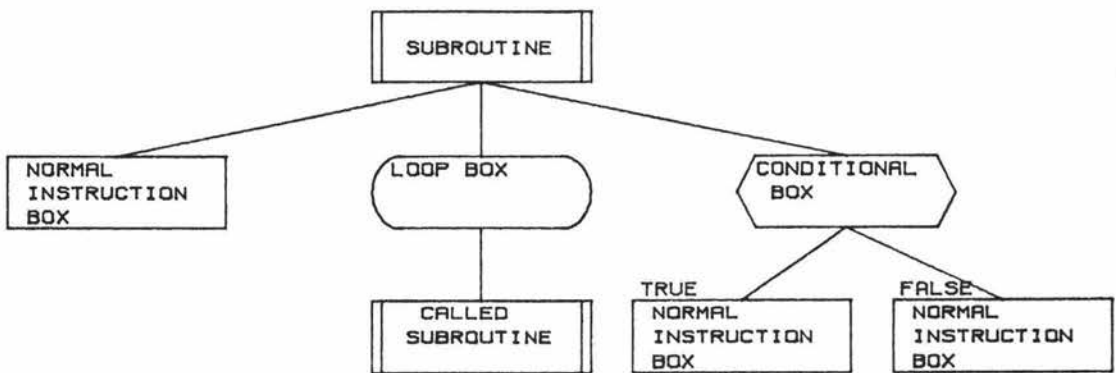 SUBROUTINE
NORMAL
INSTRUCTION
BOX
LOOP BOX
CONDITIONAL
BOX
CALLED
SUBROUTINE
TRUE
NORMAL
INSTRUCTION
BOX
FALSE
NORMAL
INSTRUCTION
BOX